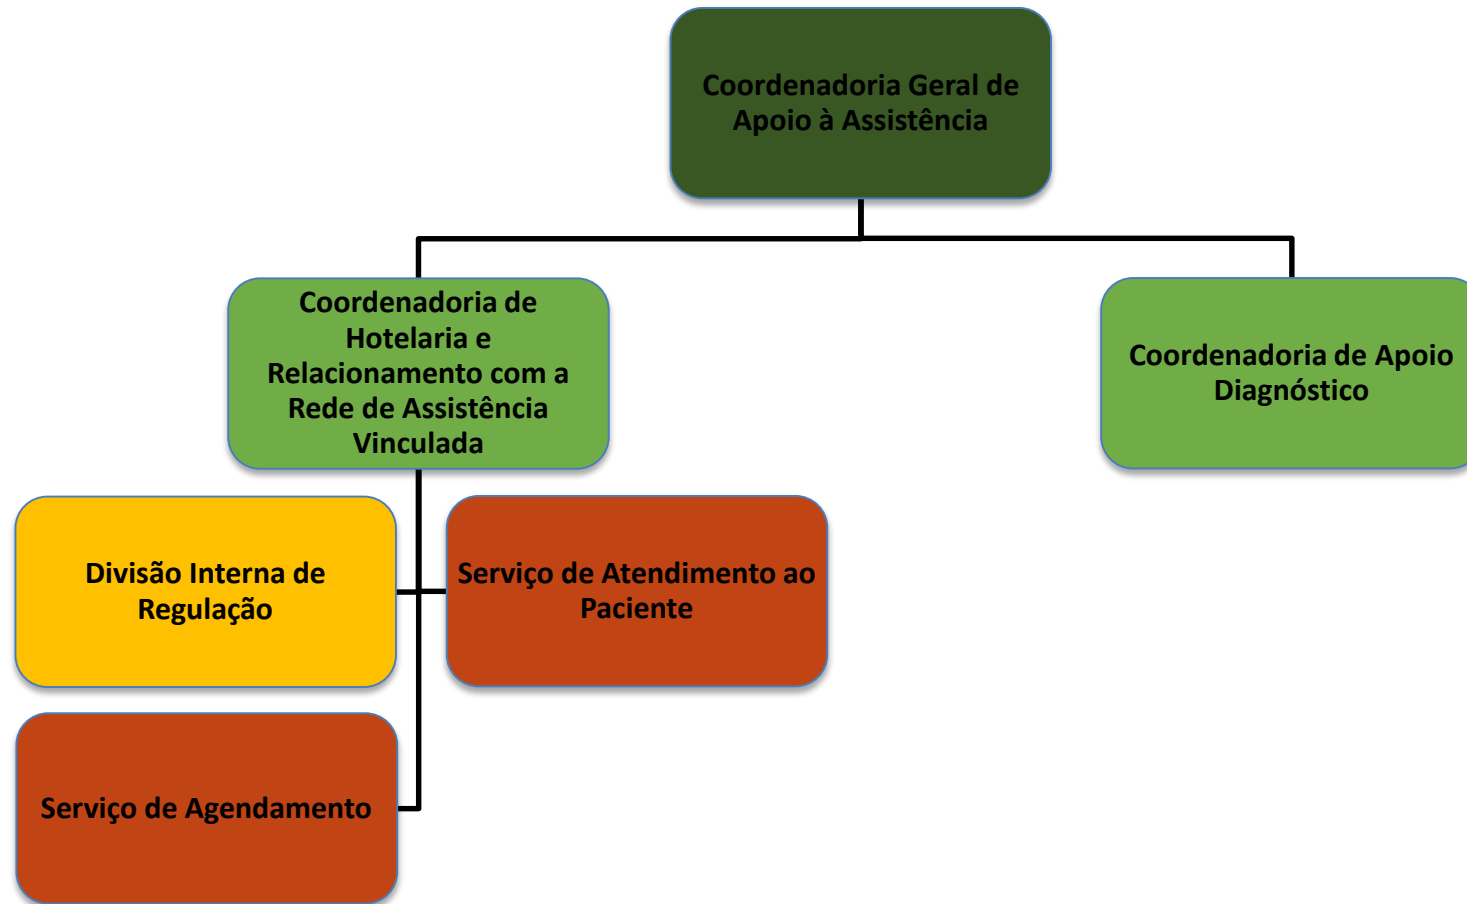 Coordenadoria Geral de
Apoio à Assistência
Coordenadoria de
Hotelaria e
Relacionamento com a
Rede de Assistência
Vinculada
Coordenadoria de Apoio
Diagnóstico
Divisão Interna de
Regulação
Serviço de Atendimento ao
Paciente
Serviço de Agendamento